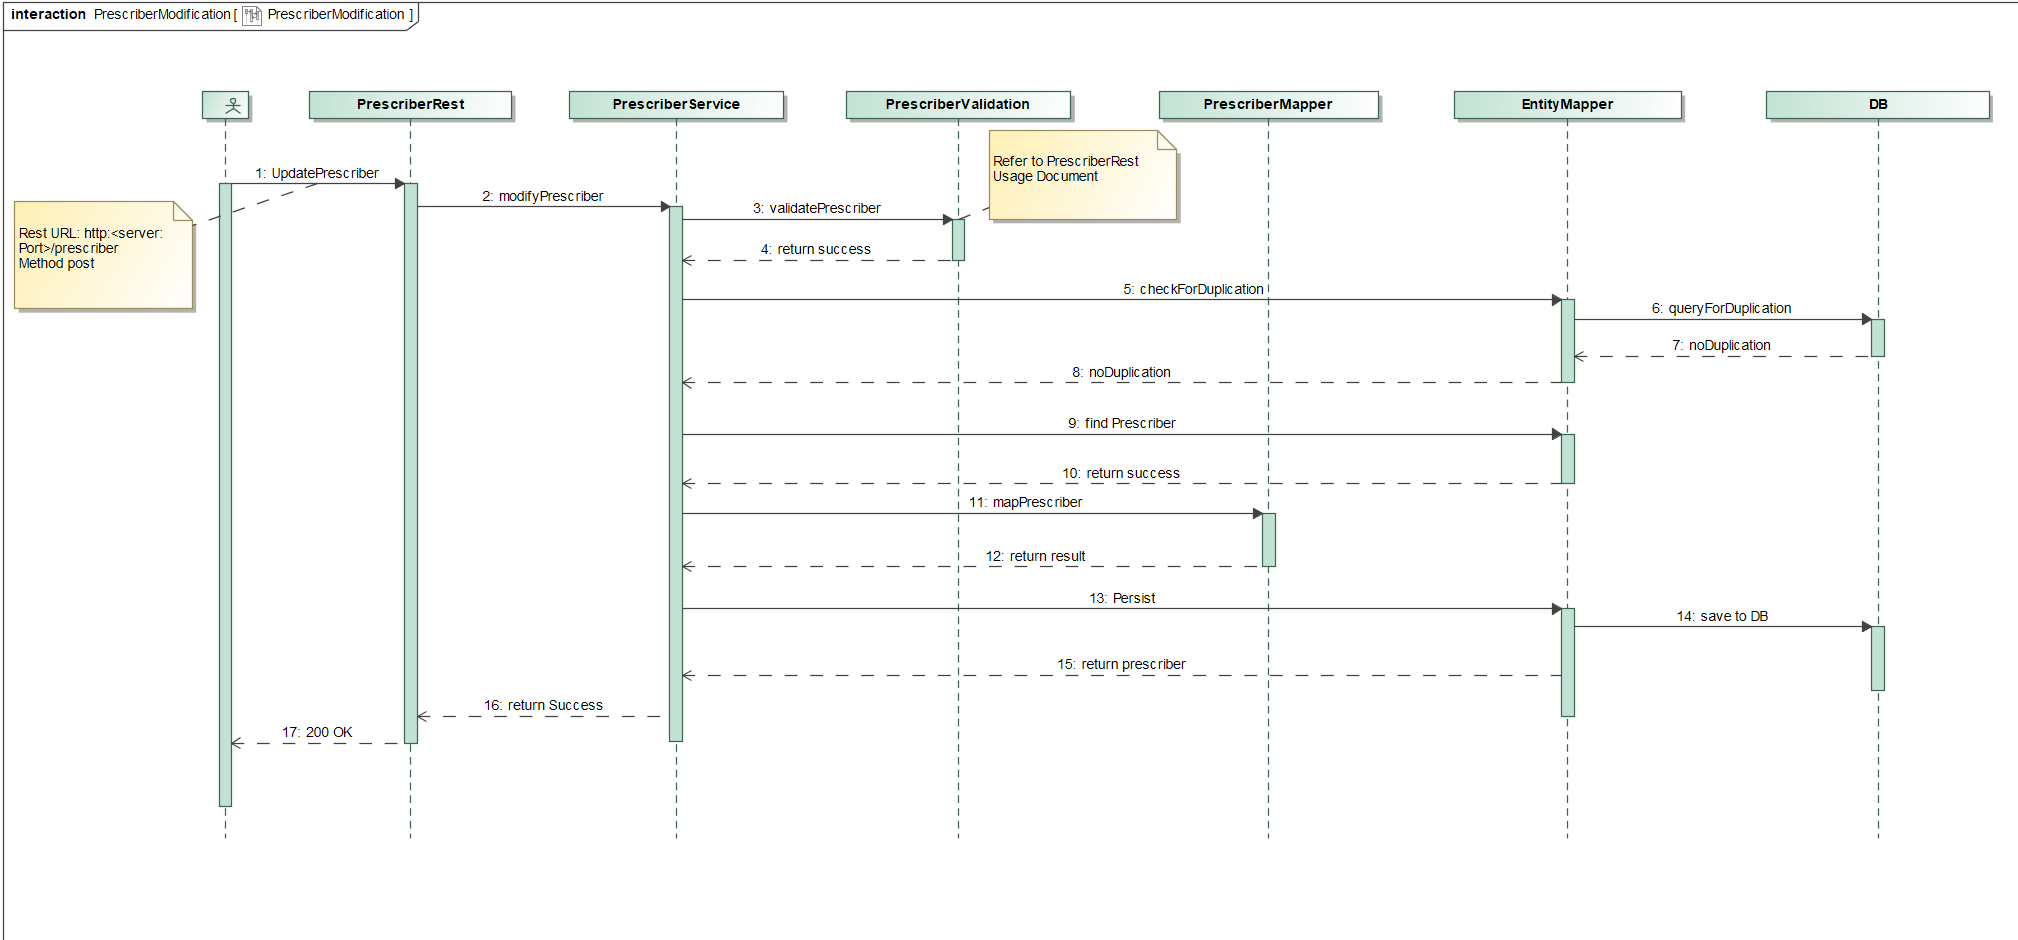 interaction PrescriberModification [ PrescriberModification ]
PrescriberRest
PrescriberService
PrescriberValidation
PrescriberMapper
EntityMapper
DB
Refer to PrescriberRest
Usage Document
1: UpdatePrescriber
2: modifyPrescriber
3: validatePrescriber
Rest URL: http:<server:
Port>/prescriber
Method post
4: return success
5: checkForDuplication
6: queryForDuplication
7: noDuplication
8: noDuplication
9: find Prescriber
10: return success
11: mapPrescriber
12: return result
13: Persist
14: save to DB
15: return prescriber
16: return Success
17: 200 OK